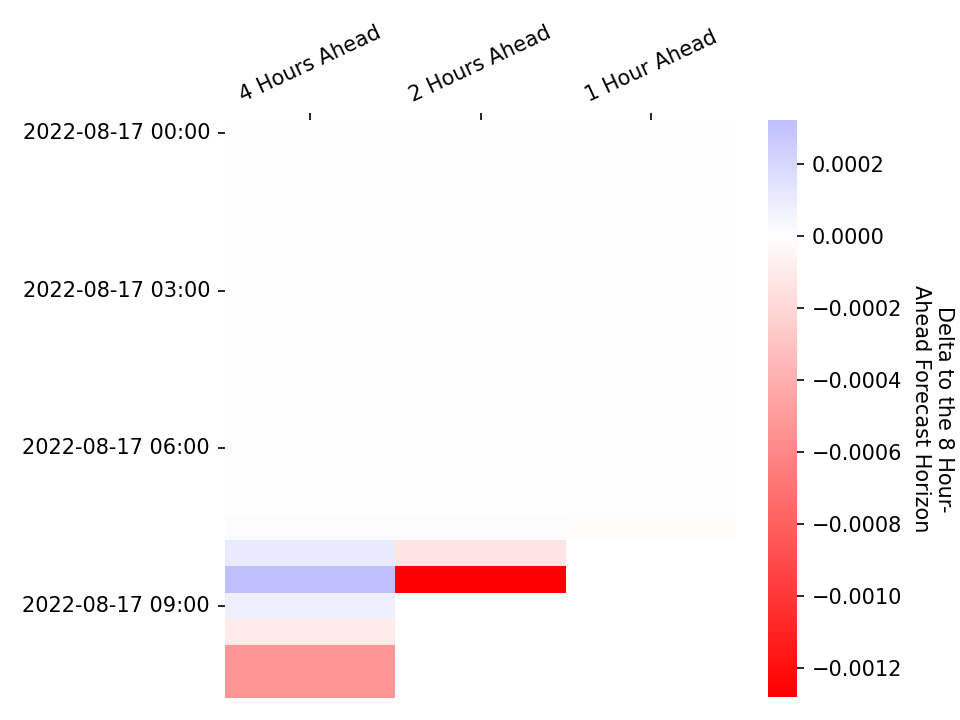 4 Hours Ahead
2 Hours Ahead
1 Hour Ahead
2022-08-17 00:00
2022-08-17 03:00
2022-08-17 06:00
2022-08-17 09:00
0.0002
0.0000
−0.0002
−0.0004
−0.0006
−0.0008
−0.0010
−0.0012
Delta to the 8 Hour-
Ahead Forecast Horizon